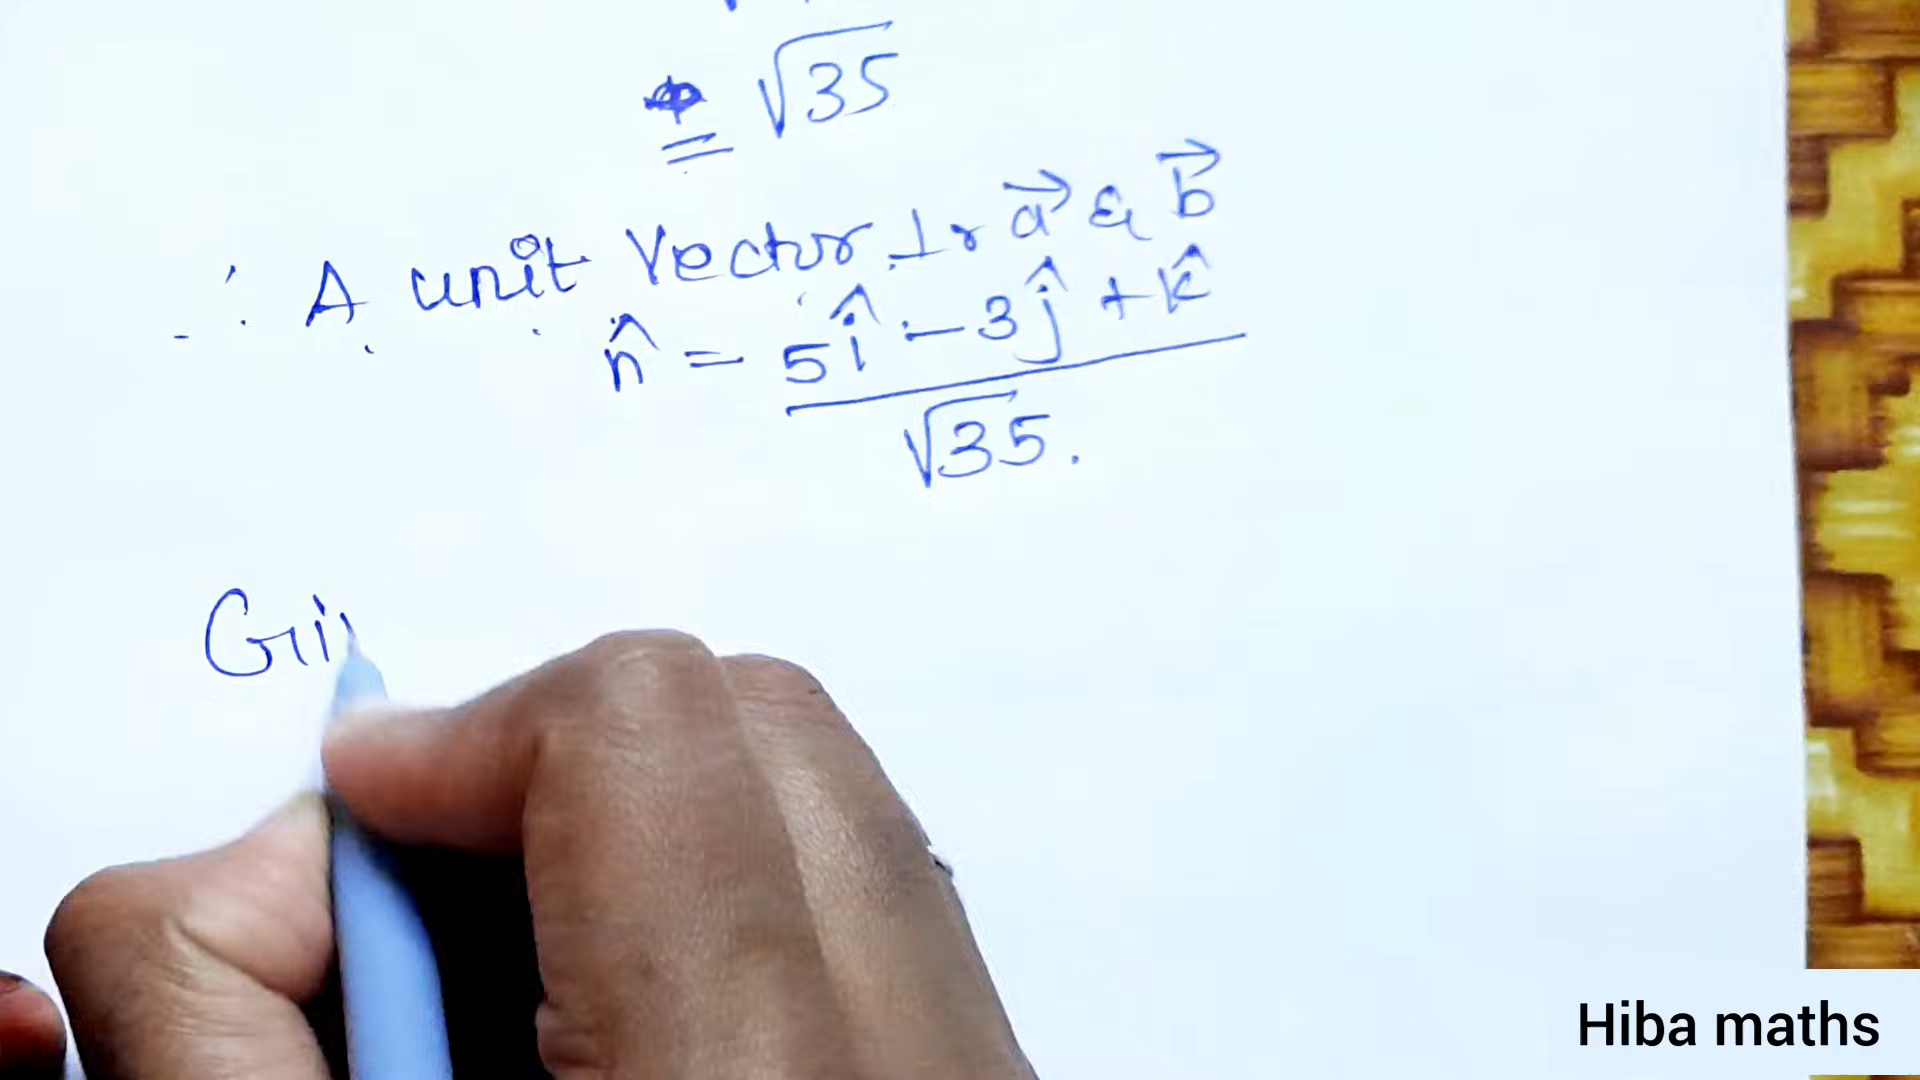 = √35
∴ A unit Vector ⊥r a⃗ & b⃗
n̂ = 5î - 3ĵ + k̂
√35.
Gi
Hiba maths